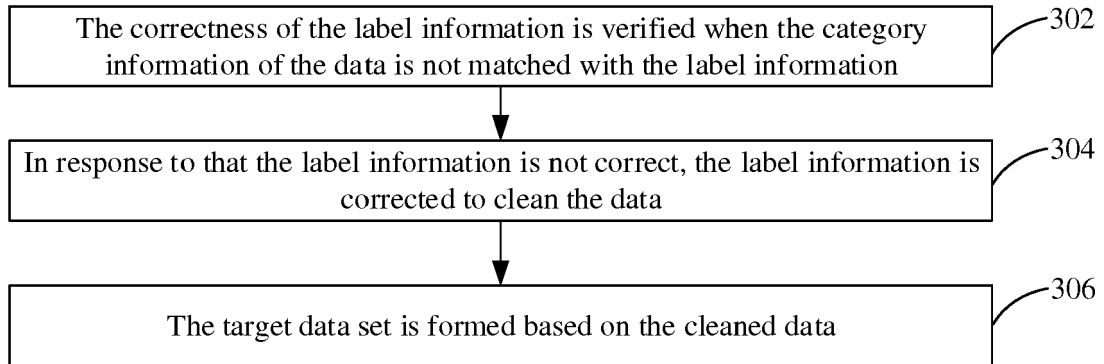 The correctness of the label information is verified when the category
information of the data is not matched with the label information
302
In response to that the label information is not correct, the label information is
corrected to clean the data
304
The target data set is formed based on the cleaned data
306